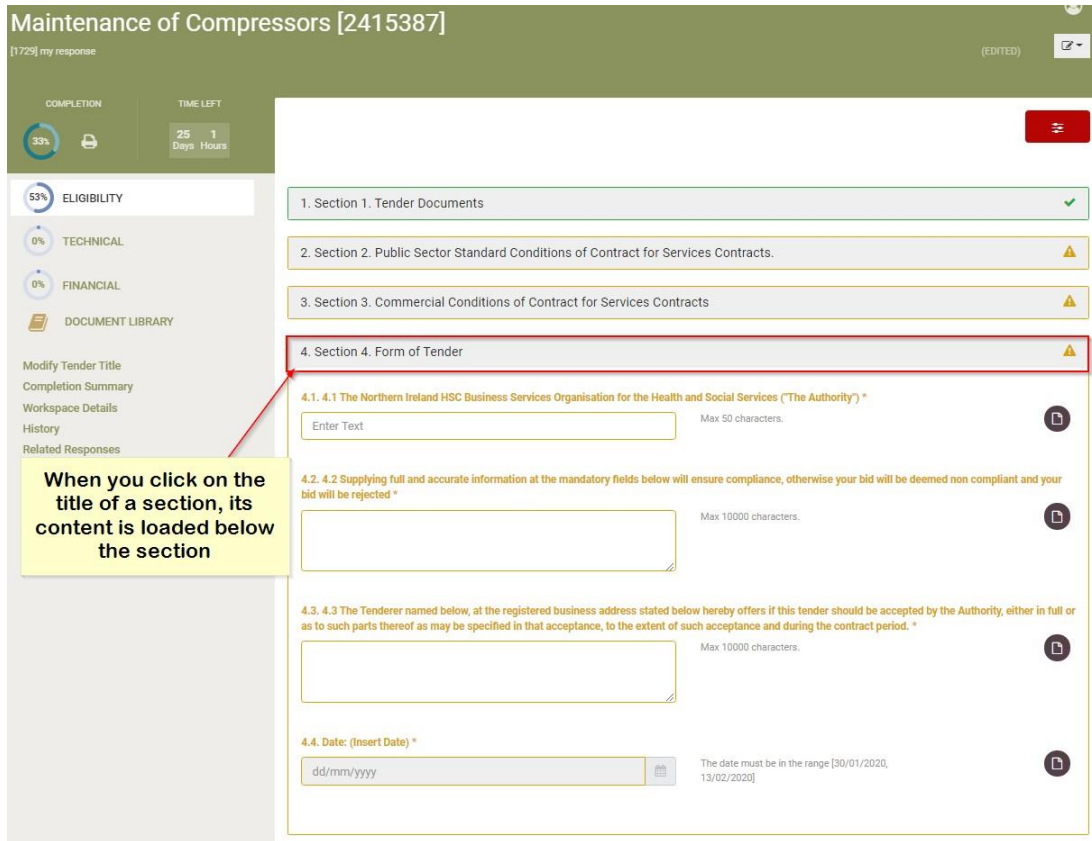 Maintenance of Compressors [2415387]
[1729] my response
(EDITED)
COMPLETION
TIME LEFT
33%
25 1
Days Hours
53% ELIGIBILITY
0% TECHNICAL
0% FINANCIAL
DOCUMENT LIBRARY
Modify Tender Title
Completion Summary
Workspace Details
History
Related Responses
When you click on the
title of a section, its
content is loaded below
the section
1. Section 1. Tender Documents
2. Section 2. Public Sector Standard Conditions of Contract for Services Contracts.
3. Section 3. Commercial Conditions of Contract for Services Contracts
4. Section 4. Form of Tender
4.1. 4.1 The Northern Ireland HSC Business Services Organisation for the Health and Social Services ("The Authority") *
Enter Text
Max 50 characters.
4.2. 4.2 Supplying full and accurate information at the mandatory fields below will ensure compliance, otherwise your bid will be deemed non compliant and your
bid will be rejected *
Max 10000 characters.
4.3. 4.3 The Tenderer named below, at the registered business address stated below hereby offers if this tender should be accepted by the Authority, either in full or
as to such parts thereof as may be specified in that acceptance, to the extent of such acceptance and during the contract period. *
Max 10000 characters.
4.4. Date: (Insert Date) *
dd/mm/yyyy
The date must be in the range [30/01/2020,
13/02/2020]